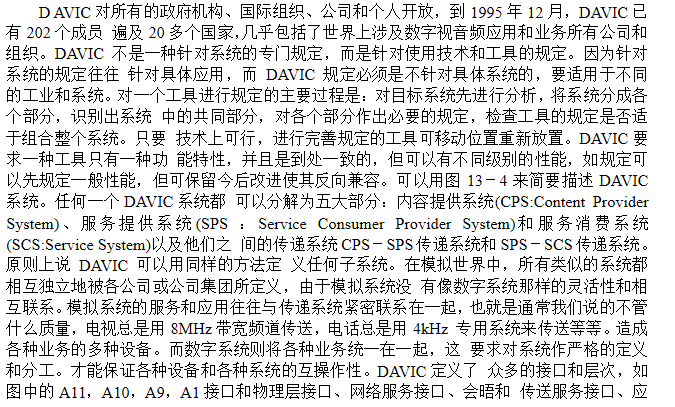 D AVIC 对所有的政府机构、国际组织、公司和个人开放，到 1995 年 12 月，DAVIC 已
有 202 个成员 遍及 20 多个国家，几乎包括了世界上涉及数字视音频应用和业务所有公司和
组织。DAVIC 不是一种针对系统的专门规定，而是针对使用技术和工具的规定。因为针对
系统的规定往往 针对具体应用，而 DAVIC 规定必须是不针对具体系统的，要适用于不同
的工业和系统。对一个工具进行规定的主要过程是：对目标系统先进行分析，将系统分成各
个部分，识别出系统 中的共同部分，对各个部分作出必要的规定，检查工具的规定是否适
于组合整个系统。只要 技术上可行，进行完善规定的工具可移动位置重新放置。DAVIC 要
求一种工具只有一种功 能特性，并且是到处一致的，但可以有不同级别的性能，如规定可
以先规定一般性能，但可保留今后改进使其反向兼容。可以用图 13－4 来简要描述 DAVIC
系统。任何一个 DAVIC 系统都 可以分解为五大部分：内容提供系统(CPS:Content Provider
System)、服务提供系统(SPS ：Service Consumer Provider System)和服务消费系统
(SCS:Service System)以及他们之 间的传递系统 CPS－SPS 传递系统和 SPS－SCS 传递系统。
原则上说 DAVIC 可以用同样的方法定 义任何子系统。在模拟世界中，所有类似的系统都
相互独立地被各公司或公司集团所定义，由于模拟系统没 有像数字系统那样的灵活性和相
互联系。模拟系统的服务和应用往往与传递系统紧密联系在一起，也就是通常我们说的不管
什么质量，电视总是用 8MHz 带宽频道传送，电话总是用 4kHz 专用系统来传送等等。造成
各种业务的多种设备。而数字系统则将各种业务统一在一起，这 要求对系统作严格的定义
和分工。才能保证各种设备和各种系统的互操作性。DAVIC 定义了 众多的接口和层次，如
图中的 A11，A10，A9，A1 接口和物理层接口、网络服务接口、会晤和 传送服务接口、应